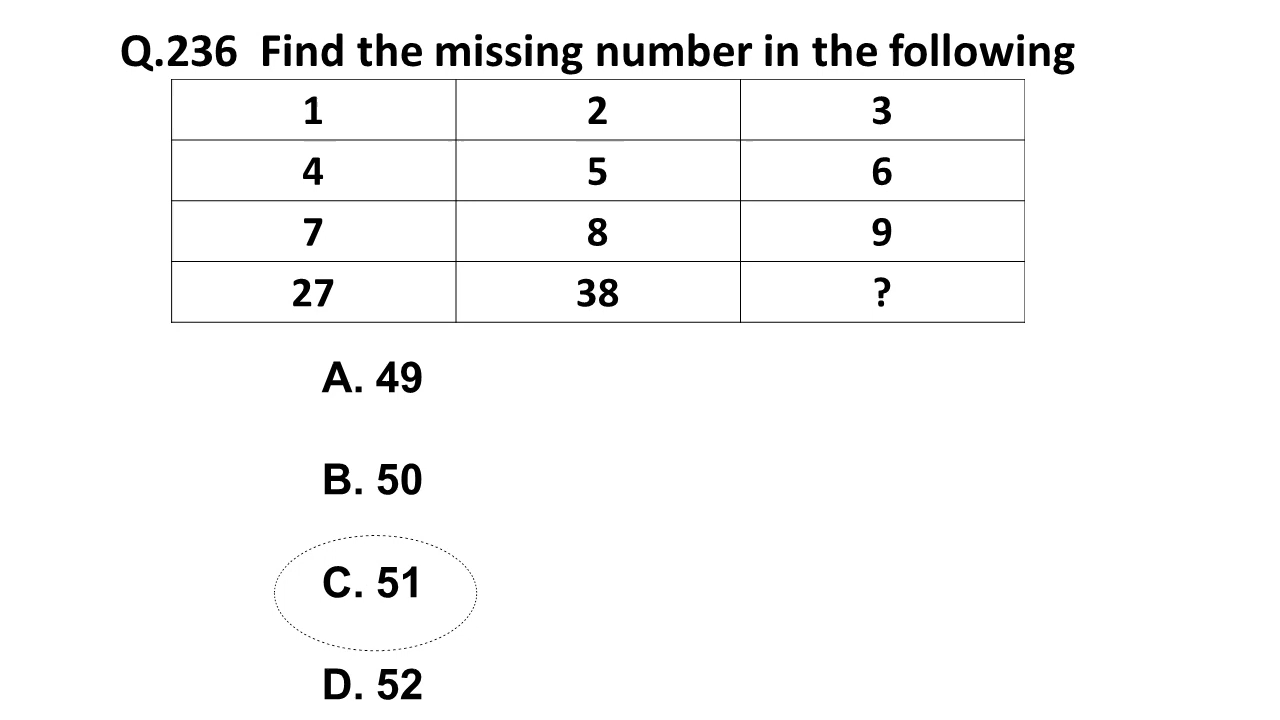 Q.236 Find the missing number in the following
1 2 3
4 5 6
7 8 9
27 38 ?
A. 49
B. 50
C. 51
D. 52